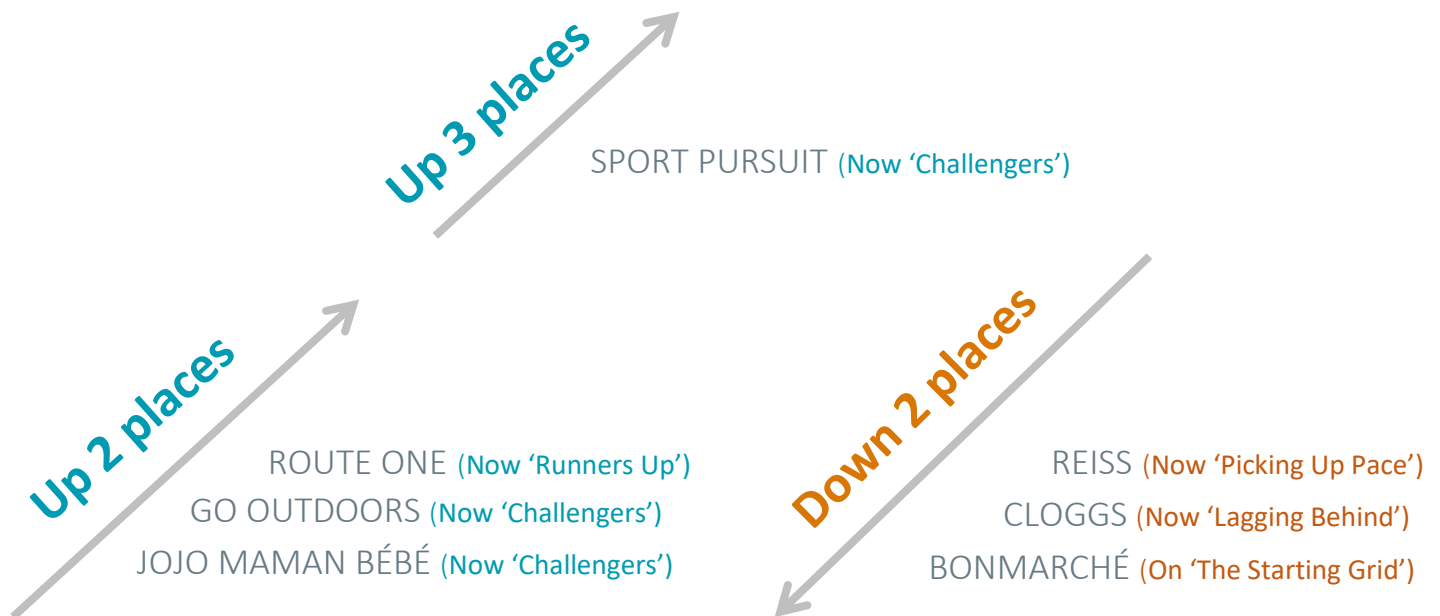 Up 3 places
SPORT PURSUIT (Now ‘Challengers’)
Up 2 places
ROUTE ONE (Now ‘Runners Up’)
GO OUTDOORS (Now ‘Challengers’)
JOJO MAMAN BÉBÉ (Now ‘Challengers’)
Down 2 places
REISS (Now ‘Picking Up Pace’)
CLOGGS (Now ‘Lagging Behind’)
BONMARCHÉ (On ‘The Starting Grid’)